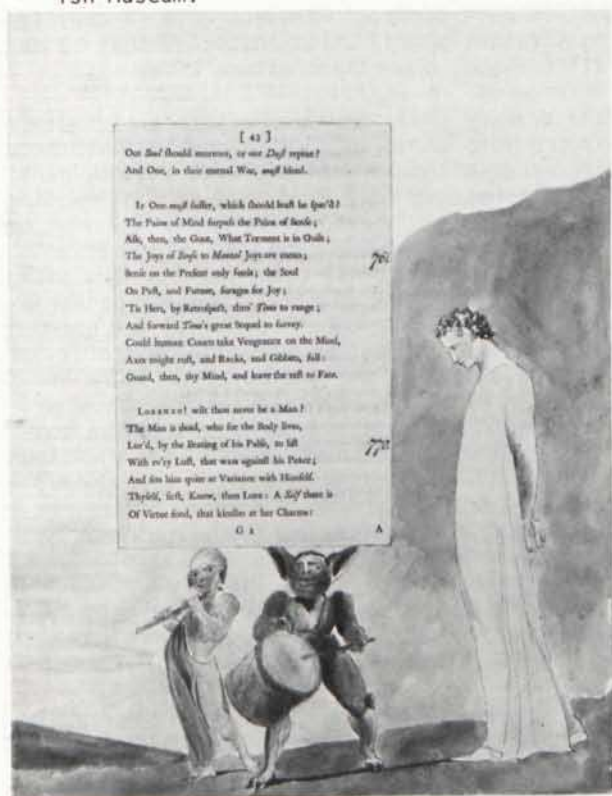 ish Museum.
[ 43 ]
Our Soul should murmur, or our Dust repine?
And One, in their eternal War, must bleed.
IF One must suffer, which should least be spar'd?
The Pains of Mind surpass the Pains of Sense;
Ask, then, the Gout, What Torment is in Guilt;
The Joys of Sense to Mental Joys are mean;
Sense on the Present only feeds; the Soul
On Past, and Future, forages for Joy;
'Tis Hers, by Retrospect, thro' Time to range;
And forward Time's great Sequel to survey.
Could human Courts take Vengeance on the Mind,
Axes might rust, and Racks, and Gibbets, fall:
Guard, then, thy Mind, and leave the rest to Fate.
LORENZO! wilt thou never be a Man?
The Man is dead, who for the Body lives,
Lur'd, by the Beating of his Pulse, to list
With ev'ry Lust, that wars against his Peace;
And sets him quite at Variance with Himself.
Thyself, first, Know; then Love: A Self there is
Of Virtue fond, that kindles at her Charms:
G 2 A
760
770